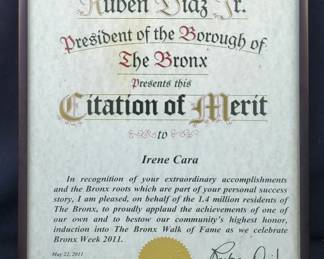 Ruben Diaz Jr.
President of the Borough of
The Bronx
Presents this
Citation of Merit
to
Irene Cara
In recognition of your extraordinary accomplishments
and the Bronx roots which are part of your personal success
story, I am pleased, on behalf of the 1.4 million residents of
The Bronx, to proudly applaud the achievements of one of
our own and to bestow our community's highest honor,
induction into The Bronx Walk of Fame as we celebrate
Bronx Week 2011.
May 22, 2011